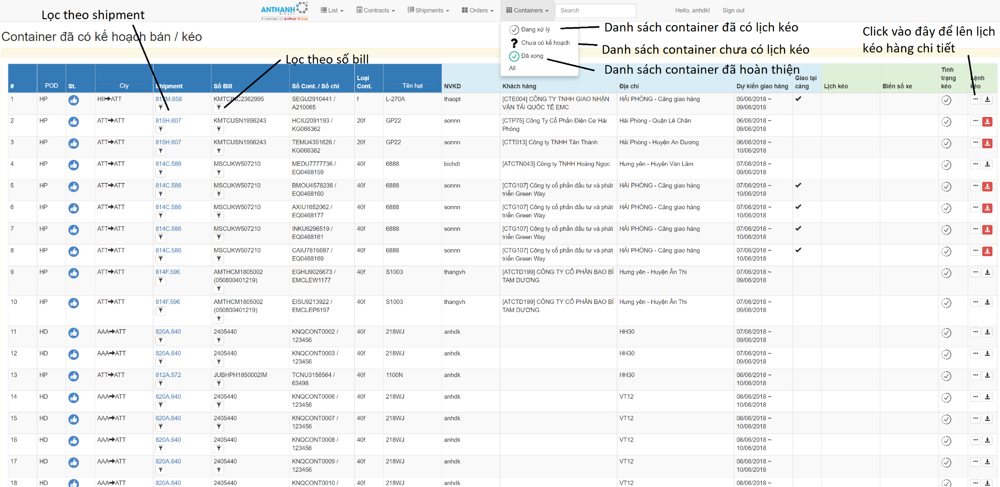 ANTHANH
BICSOL
A member of AnPhat Group
List
Contracts
Shipments
Orders
Containers
Search
Hello, anhdk!
Sign out
Lọc theo shipment
Đang xử lý
Chưa có kế hoạch
Đã xong
All
Danh sách container đã có lịch kéo
Danh sách container chưa có lịch kéo
Danh sách container đã hoàn thiện
Click vào đây để lên lịch
kéo hàng chi tiết
Container đã có kế hoạch bán / kéo
Lọc theo số bill
# POD St. Cty Shipment Số Bill Số Cont. / Số chì Loại Cont. Tên hạt NVKD Khách hàng Địa chỉ Dự kiến giao hàng Giao tại cảng Lịch kéo Biển số xe Tình trạng kéo Lệnh kéo
1 HP HII➔ATT 817M.658 KMTCINC2362995 SEGU2910441 / A210065 f L-270A thaopt [CTE004] CÔNG TY TNHH GIAO NHẬN VẬN TẢI QUỐC TẾ EMC HẢI PHÒNG - Cảng giao hàng 05/06/2018 ~ 09/06/2018
2 HP ATT➔ATT 815H.607 KMTCUSN1996243 HCIU2091193 / KG066362 20f GP22 sonnn [CTP75] Công Ty Cổ Phần Điện Cơ Hải Phòng Hải Phòng - Quận Lê Chân 06/06/2018 ~ 09/06/2018
3 HP ATT➔ATT 815H.607 KMTCUSN1996243 TEMU4351626 / KG066382 20f GP22 sonnn [CTT013] Công ty TNHH Tân Thành Hải Phòng - Huyện An Dương 06/06/2018 ~ 10/06/2018
4 HP ATT➔ATT 814C.586 MSCUKW507210 MEDU7777736 / EQ0468159 40f 6888 bichdt [ATCTN043] Công ty TNHH Hoàng Ngọc Hưng yên - Huyện Văn Lâm 07/06/2018 ~ 09/06/2018
5 HP ATT➔ATT 814C.586 MSCUKW507210 BMOU4578236 / EQ0468160 40f 6888 sonnn [CTG107] Công ty cổ phần đầu tư và phát triển Green Way HẢI PHÒNG - Cảng giao hàng 07/06/2018 ~ 10/06/2018
6 HP ATT➔ATT 814C.586 MSCUKW507210 AXIU1652062 / EQ0468177 40f 6888 sonnn [CTG107] Công ty cổ phần đầu tư và phát triển Green Way HẢI PHÒNG - Cảng giao hàng 07/06/2018 ~ 10/06/2018
7 HP ATT➔ATT 814C.586 MSCUKW507210 INKU6296519 / EQ0468161 40f 6888 sonnn [CTG107] Công ty cổ phần đầu tư và phát triển Green Way HẢI PHÒNG - Cảng giao hàng 07/06/2018 ~ 10/06/2018
8 HP ATT➔ATT 814C.586 MSCUKW507210 CAIU7815687 / EQ0468169 40f 6888 sonnn [CTG107] Công ty cổ phần đầu tư và phát triển Green Way HẢI PHÒNG - Cảng giao hàng 07/06/2018 ~ 10/06/2018
9 HP ATT➔ATT 814F.596 AMTHCM1805002 (050800401219) EGHU9026673 / EMCLEW1177 40f S1003 thangvh [ATCTD199] CÔNG TY CỔ PHẦN BAO BÌ TAM DƯƠNG Hưng yên - Huyện Ân Thi 07/06/2018 ~ 09/06/2018
10 HP ATT➔ATT 814F.596 AMTHCM1805002 (050800401219) EISU9213922 / EMCLEP6197 40f S1003 thangvh [ATCTD199] CÔNG TY CỔ PHẦN BAO BÌ TAM DƯƠNG Hưng yên - Huyện Ân Thi 07/06/2018 ~ 09/06/2018
11 HD AAA➔ATT 820A.640 2405440 KNQCONT0002 / 123456 40f 218WJ anhdk HH30 07/06/2018 ~ 09/06/2018
12 HD AAA➔ATT 820A.640 2405440 KNQCONT0003 / 123456 40f 218WJ anhdk HH30 07/06/2018 ~ 09/06/2018
13 HP ATT➔ATT 812A.572 JUBHPH1850002IM TCNU3156564 / 63498 40f 1100N anhdk HH30 08/06/2018 ~ 10/06/2018
14 HD AAA➔ATT 820A.640 2405440 KNQCONT0006 / 123456 40f 218WJ anhdk VT12 08/06/2018 ~ 10/06/2018
15 HD AAA➔ATT 820A.640 2405440 KNQCONT0007 / 123456 40f 218WJ anhdk VT12 08/06/2018 ~ 10/06/2018
16 HD AAA➔ATT 820A.640 2405440 KNQCONT0008 / 123456 40f 218WJ anhdk VT12 08/06/2018 ~ 10/06/2018
17 HD AAA➔ATT 820A.640 2405440 KNQCONT0009 / 123456 40f 218WJ anhdk VT12 08/06/2018 ~ 10/06/2018
18 HD AAA➔ATT 820A.640 2405440 KNQCONT0010 / 40f 218WJ anhdk VT12 08/06/2018 ~